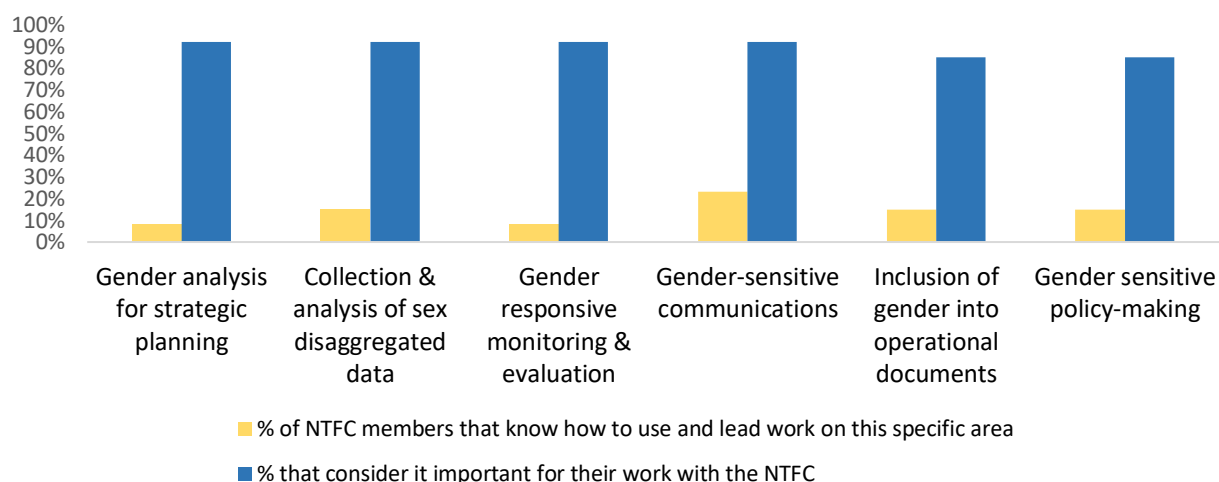 100%
90%
80%
70%
60%
50%
40%
30%
20%
10%
0%
Gender analysis
for strategic
planning
Collection &
analysis of sex
disaggregated
data
Gender
responsive
monitoring &
evaluation
Gender-sensitive
communications
Inclusion of
gender into
operational
documents
Gender sensitive
policy-making
% of NTFC members that know how to use and lead work on this specific area
% that consider it important for their work with the NTFC